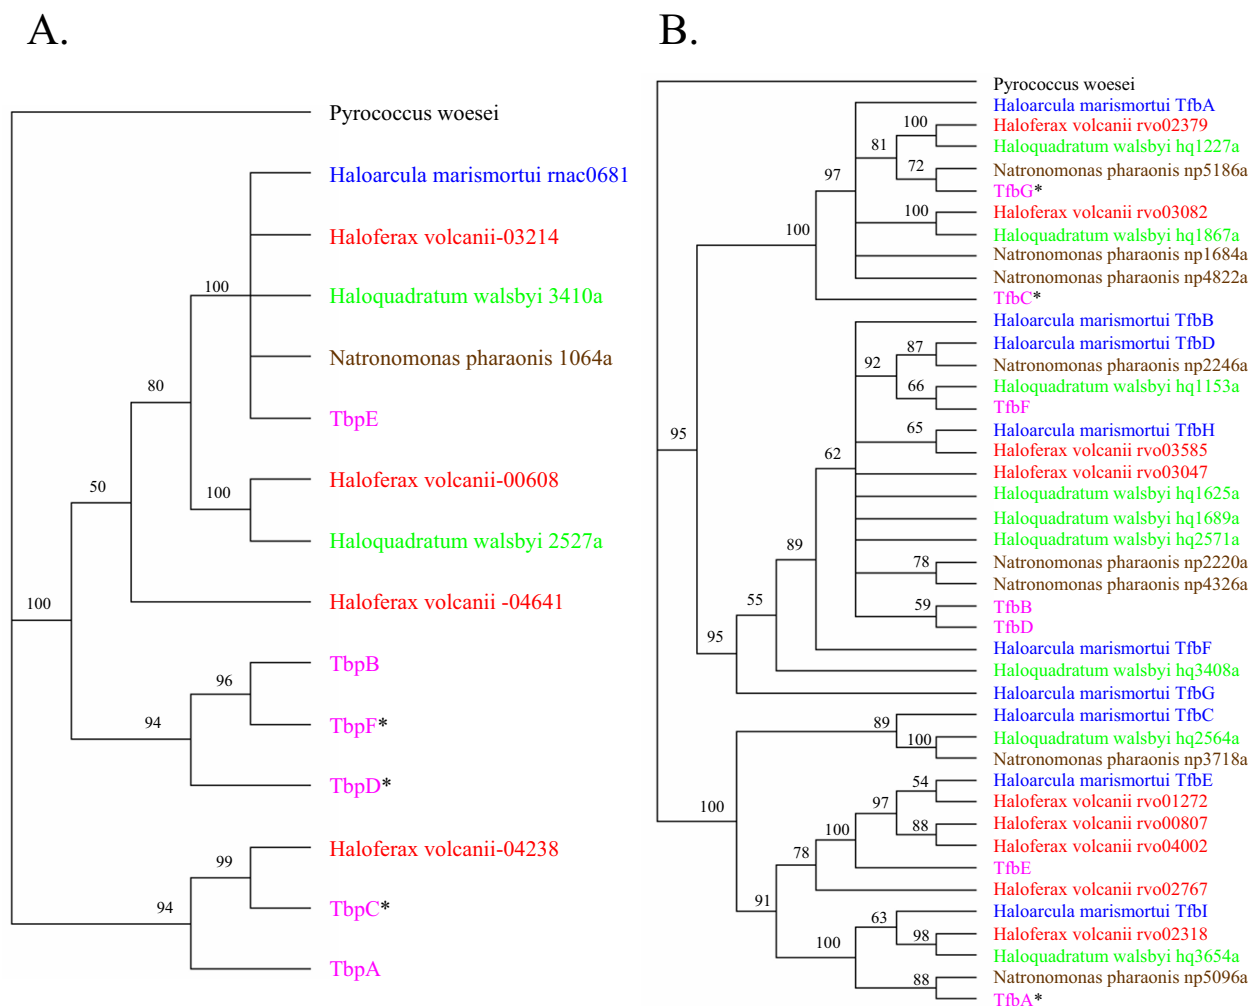 A.
Pyrococcus woesei
Haloarcula marismortui rnac0681
Haloferax volcanii-03214
100
Haloquadratum walsbyi 3410a
Natronomonas pharaonis 1064a
80
TbpE
Haloferax volcanii-00608
50
100
Haloquadratum walsbyi 2527a
Haloferax volcanii -04641
100
TbpB
96
TbpF*
94
TbpD*
Haloferax volcanii-04238
99
TbpC*
94
TbpA
B.
Pyrococcus woesei
Haloarcula marismortui TfbA
100
Haloferax volcanii rvo02379
81
Haloquadratum walsbyi hq1227a
72
Natronomonas pharaonis np5186a
97
TfbG*
100
Haloferax volcanii rvo03082
100
Haloquadratum walsbyi hq1867a
Natronomonas pharaonis np1684a
Natronomonas pharaonis np4822a
TfbC*
Haloarcula marismortui TfbB
87
Haloarcula marismortui TfbD
92
Natronomonas pharaonis np2246a
66
Haloquadratum walsbyi hq1153a
TfbF
95
65
Haloarcula marismortui TfbH
62
Haloferax volcanii rvo03585
Haloferax volcanii rvo03047
Haloquadratum walsbyi hq1625a
Haloquadratum walsbyi hq1689a
89
Haloquadratum walsbyi hq2571a
78
Natronomonas pharaonis np2220a
Natronomonas pharaonis np4326a
55
59
TfbB
TfbD
95
Haloarcula marismortui TfbF
Haloquadratum walsbyi hq3408a
Haloarcula marismortui TfbG
89
Haloarcula marismortui TfbC
100
Haloquadratum walsbyi hq2564a
Natronomonas pharaonis np3718a
54
Haloarcula marismortui TfbE
97
Haloferax volcanii rvo01272
100
88
Haloferax volcanii rvo00807
100
Haloferax volcanii rvo04002
78
TfbE
Haloferax volcanii rvo02767
91
63
Haloarcula marismortui TfbI
98
Haloferax volcanii rvo02318
100
Haloquadratum walsbyi hq3654a
88
Natronomonas pharaonis np5096a
TfbA*